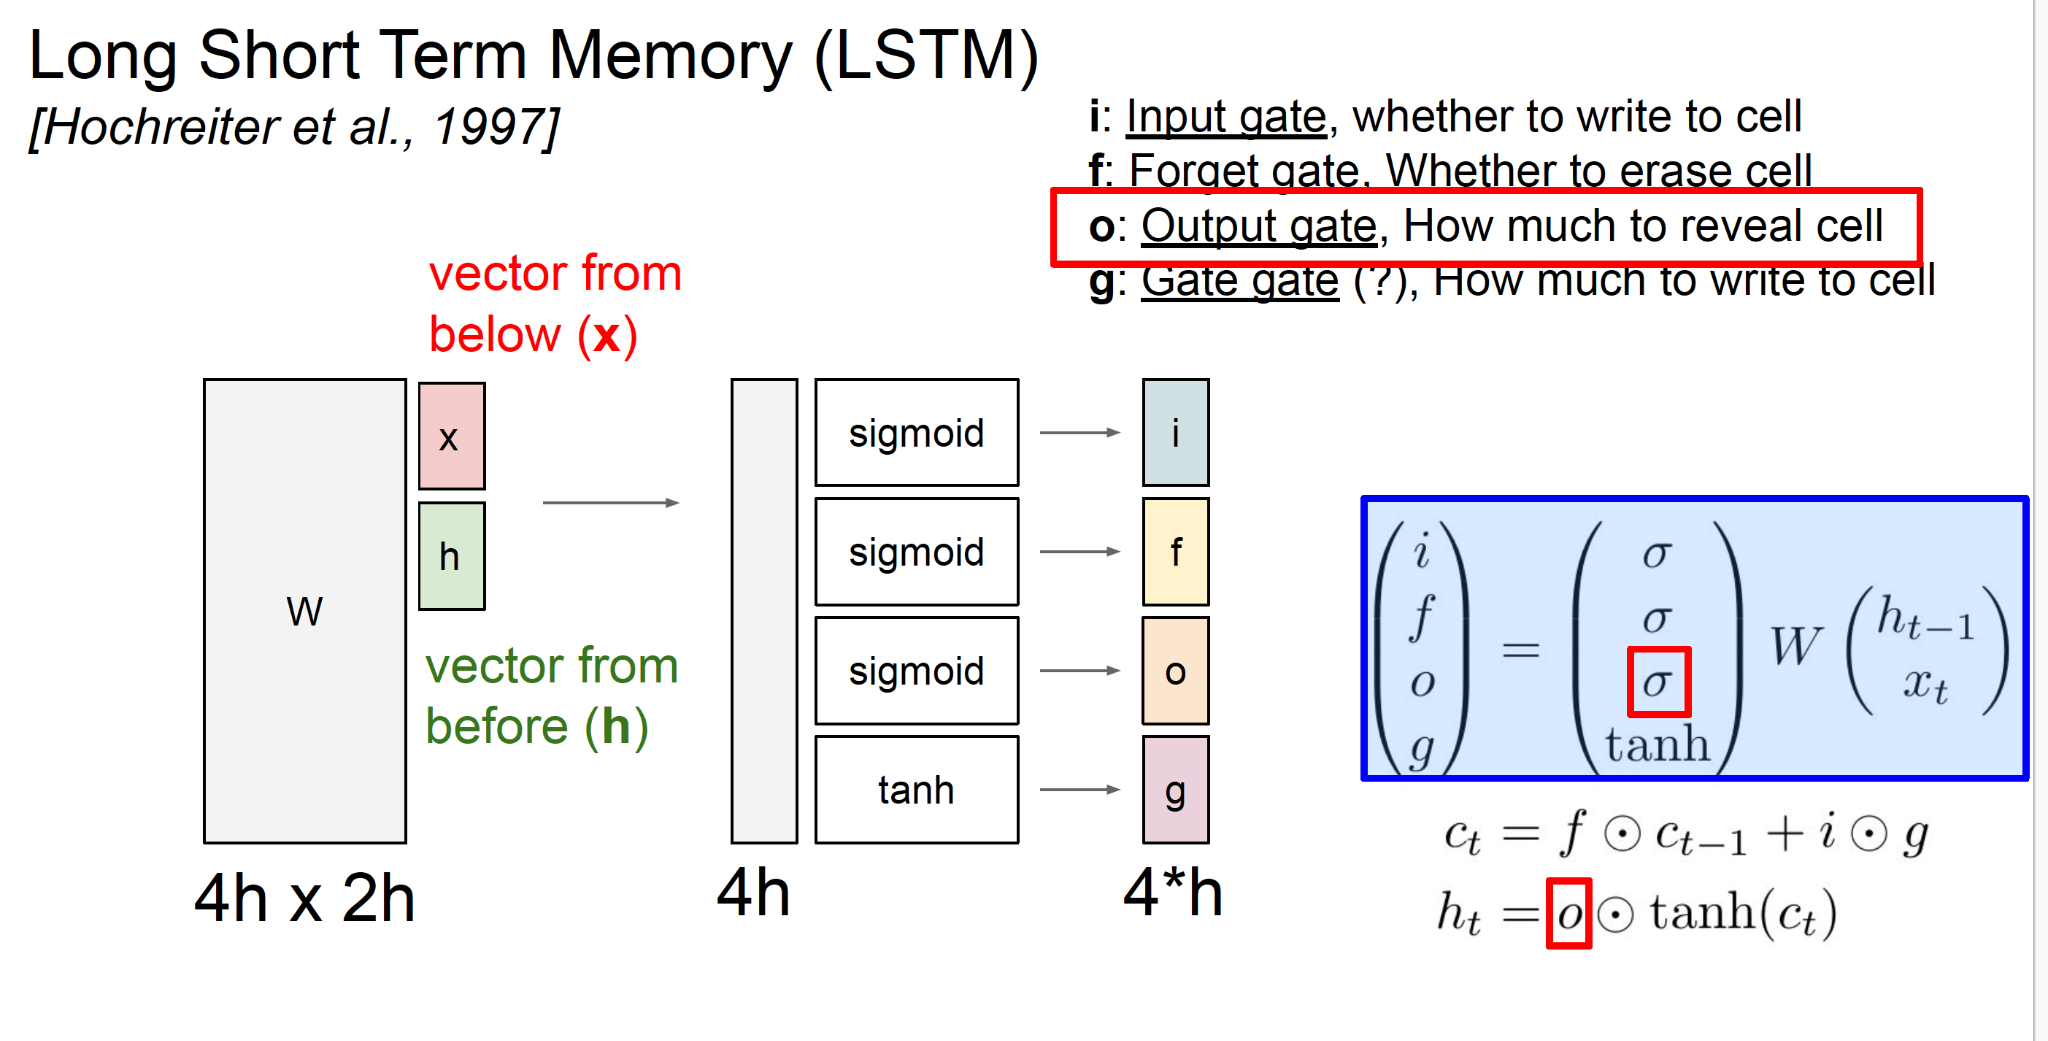 Long Short Term Memory (LSTM)
[Hochreiter et al., 1997]
i: Input gate, whether to write to cell
f: Forget gate, Whether to erase cell
o: Output gate, How much to reveal cell
g: Gate gate (?), How much to write to cell
vector from
below (x)
x
h
W
vector from
before (h)
4h x 2h
sigmoid
sigmoid
sigmoid
tanh
4h
i
f
o
g
4*h
(i f o g) = (σ σ σ tanh) W (h_{t-1} x_t)
c_t = f ⊙ c_{t-1} + i ⊙ g
h_t = o ⊙ tanh(c_t)